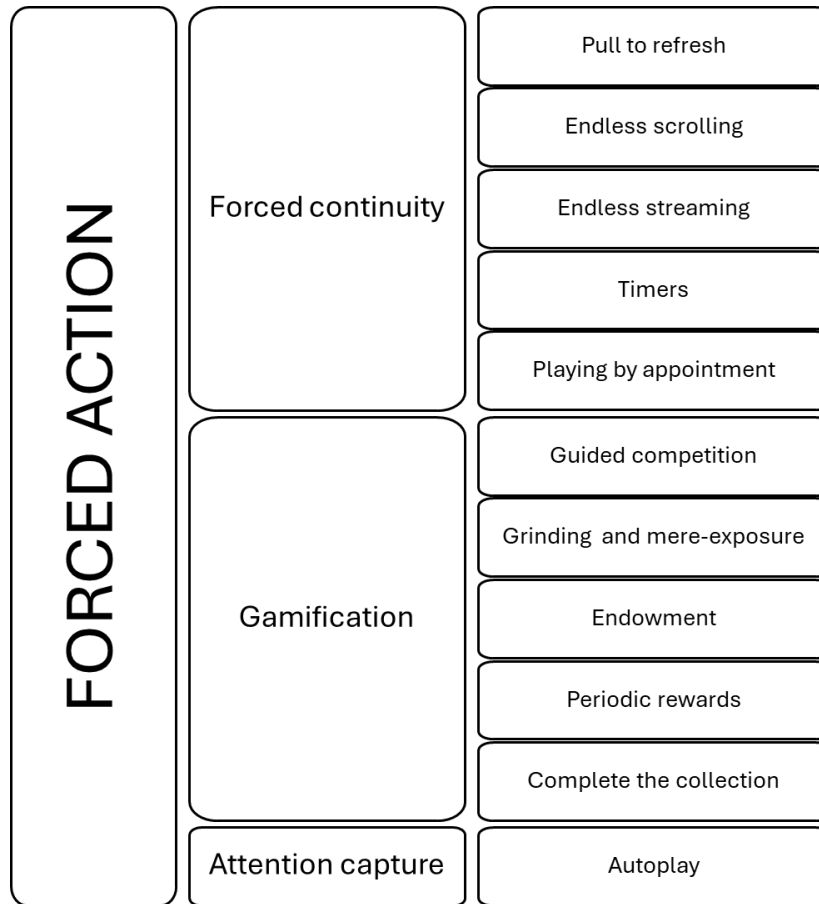 FORCED ACTION
Forced continuity
Pull to refresh
Endless scrolling
Endless streaming
Timers
Playing by appointment
Gamification
Guided competition
Grinding and mere-exposure
Endowment
Periodic rewards
Complete the collection
Attention capture
Autoplay